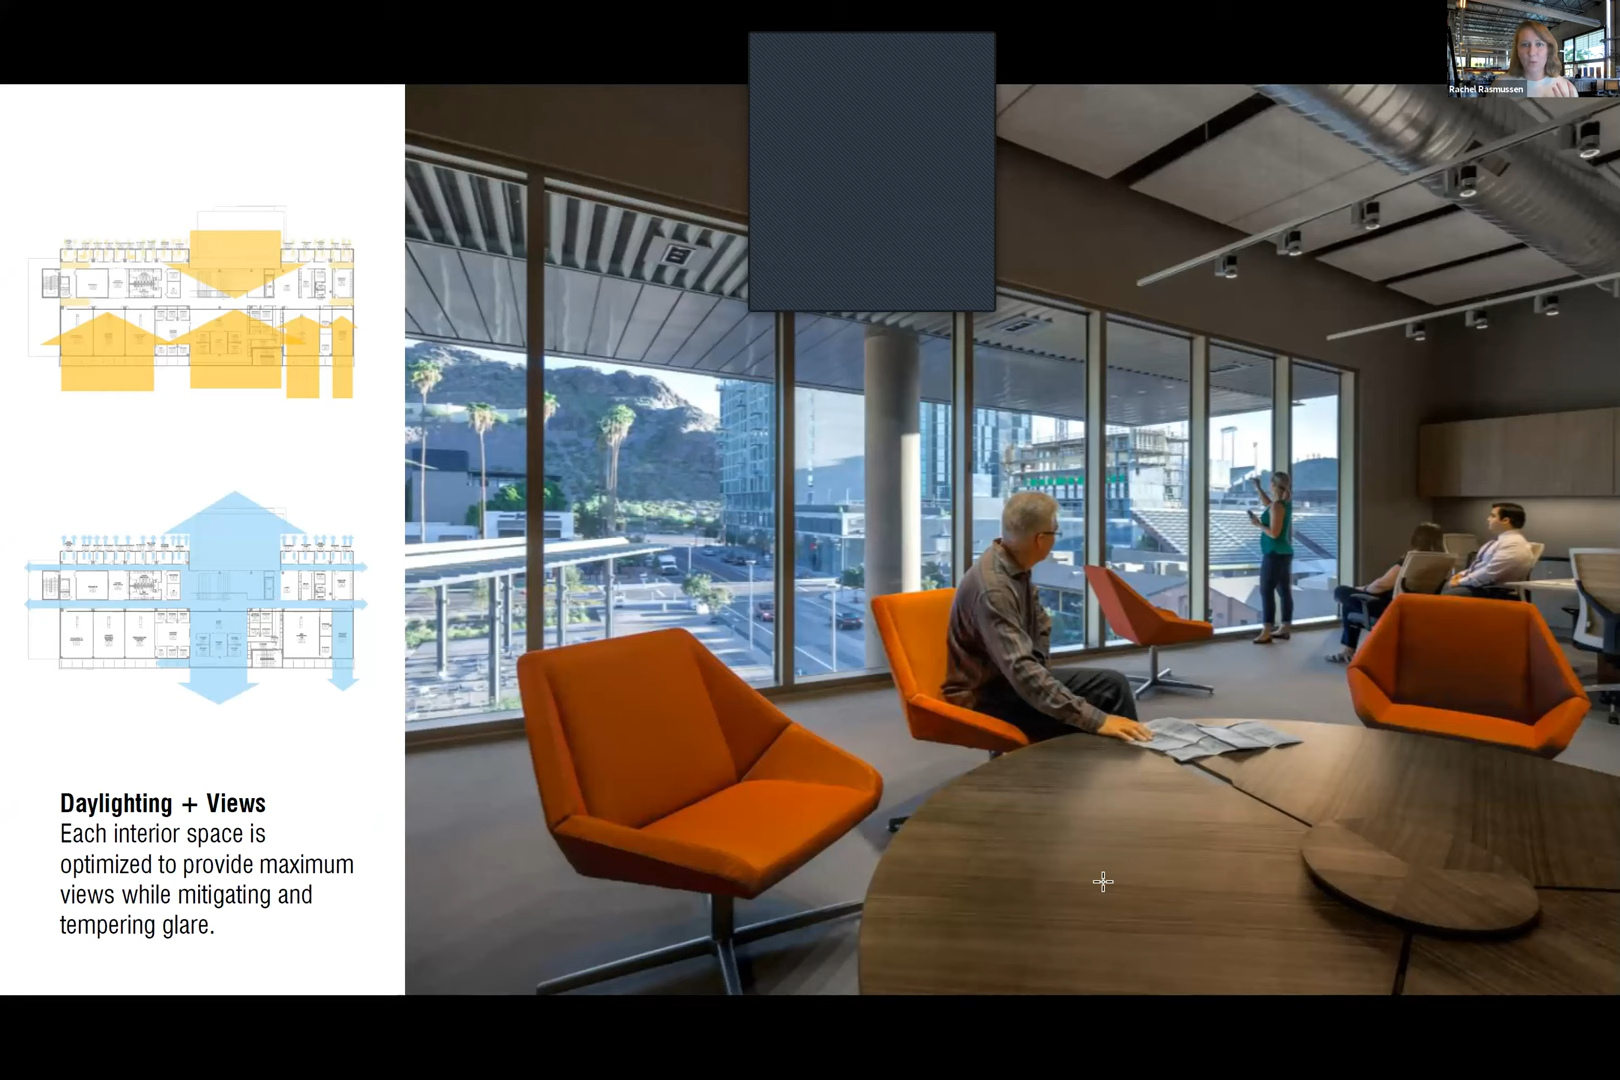 Rachel Rasmussen
Daylighting + Views
Each interior space is
optimized to provide maximum
views while mitigating and
tempering glare.